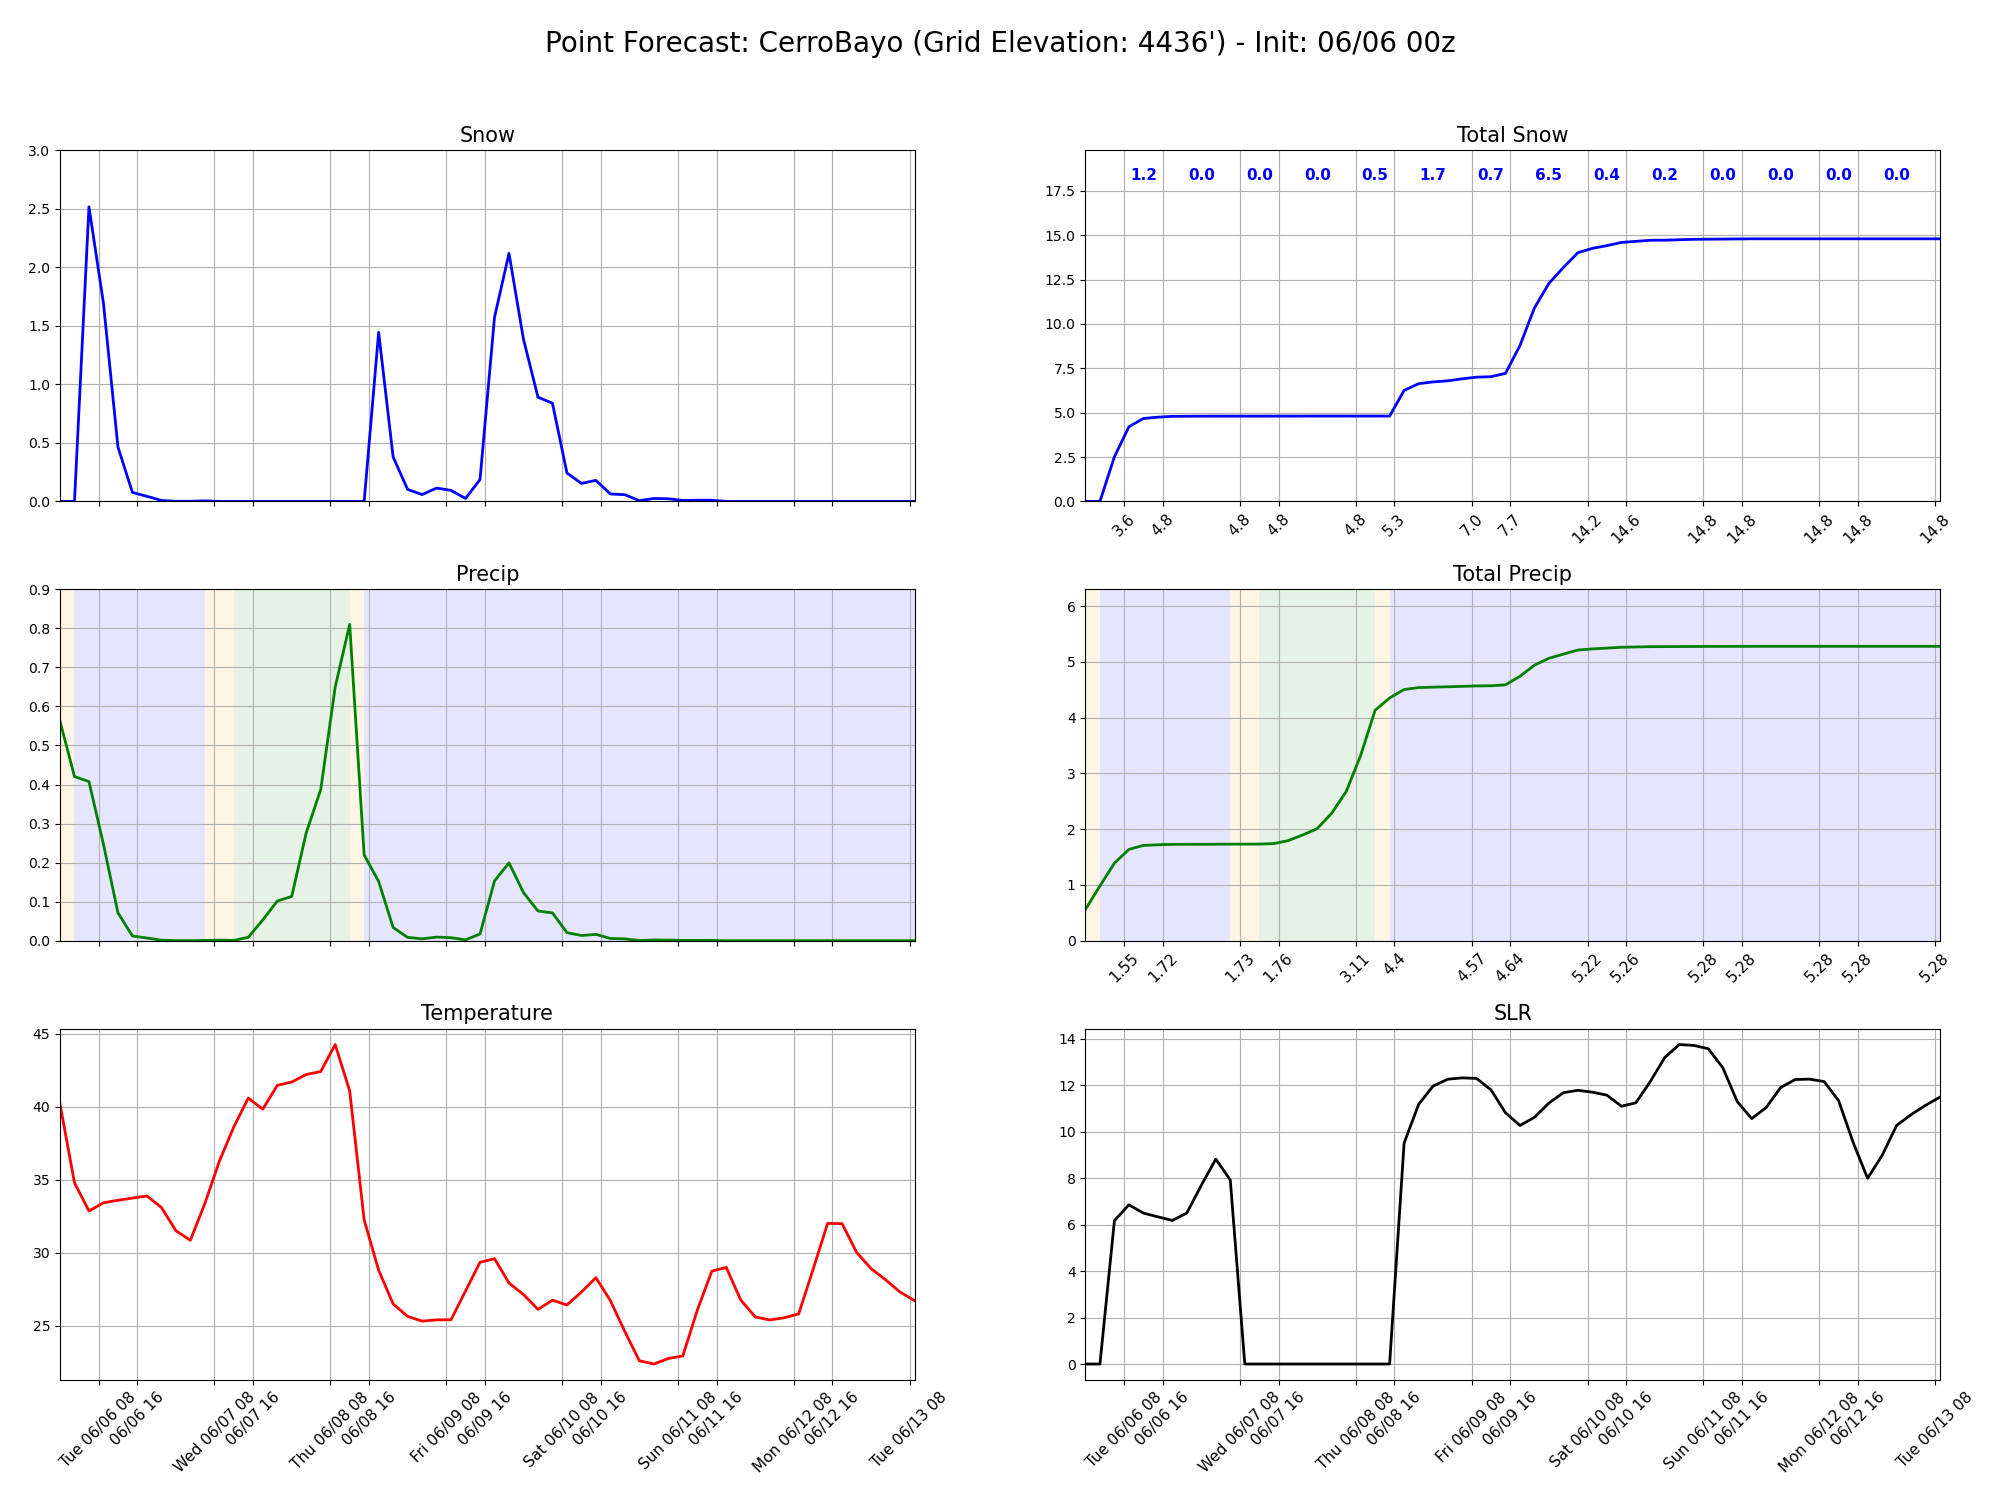 Point Forecast: CerroBayo (Grid Elevation: 4436') - Init: 06/06 00z
Snow
3.0
2.5
2.0
1.5
1.0
0.5
0.0
Total Snow
1.2 0.0 0.0 0.0 0.5 1.7 0.7 6.5 0.4 0.2 0.0 0.0 0.0 0.0
17.5
15.0
12.5
10.0
7.5
5.0
2.5
0.0
3.6 4.8 4.8 4.8 4.8 5.3 7.0 7.7 14.2 14.6 14.8 14.8 14.8 14.8 14.8
Precip
0.9
0.8
0.7
0.6
0.5
0.4
0.3
0.2
0.1
0.0
Total Precip
6
5
4
3
2
1
0
1.55 1.72 1.73 1.76 3.11 4.4 4.57 4.64 5.22 5.26 5.28 5.28 5.28 5.28 5.28
Temperature
45
40
35
30
25
Tue 06/06 08
06/06 16
Wed 06/07 08
06/07 16
Thu 06/08 08
06/08 16
Fri 06/09 08
06/09 16
Sat 06/10 08
06/10 16
Sun 06/11 08
06/11 16
Mon 06/12 08
06/12 16
Tue 06/13 08
SLR
14
12
10
8
6
4
2
0
Tue 06/06 08
06/06 16
Wed 06/07 08
06/07 16
Thu 06/08 08
06/08 16
Fri 06/09 08
06/09 16
Sat 06/10 08
06/10 16
Sun 06/11 08
06/11 16
Mon 06/12 08
06/12 16
Tue 06/13 08